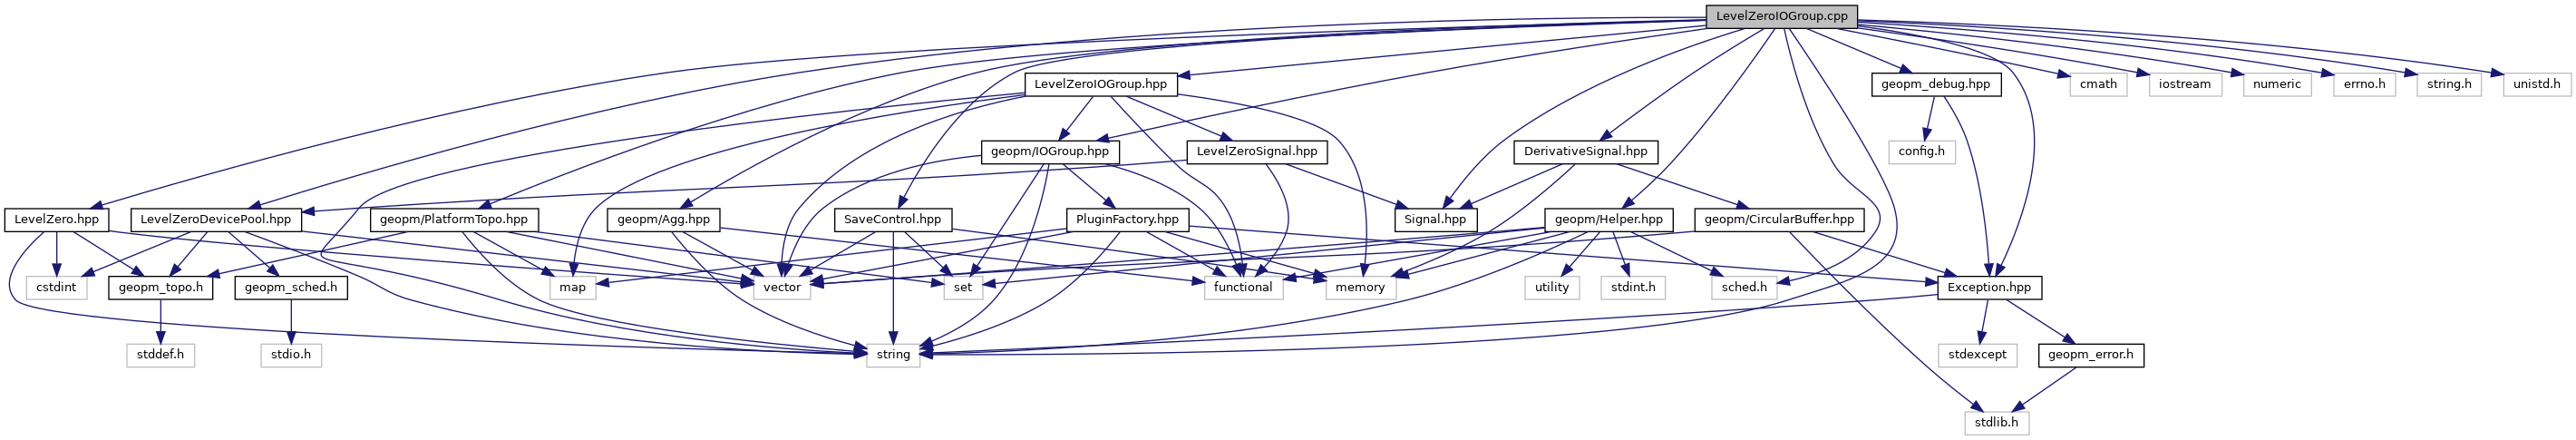 LevelZeroIOGroup.cpp
LevelZeroIOGroup.hpp
geopm_debug.hpp
cmath
iostream
numeric
errno.h
string.h
unistd.h
geopm/IOGroup.hpp
LevelZeroSignal.hpp
DerivativeSignal.hpp
config.h
LevelZero.hpp
LevelZeroDevicePool.hpp
geopm/PlatformTopo.hpp
geopm/Agg.hpp
SaveControl.hpp
PluginFactory.hpp
Signal.hpp
geopm/Helper.hpp
geopm/CircularBuffer.hpp
cstdint
geopm_topo.h
geopm_sched.h
map
vector
set
functional
memory
utility
stdint.h
sched.h
Exception.hpp
stddef.h
stdio.h
string
stdexcept
geopm_error.h
stdlib.h